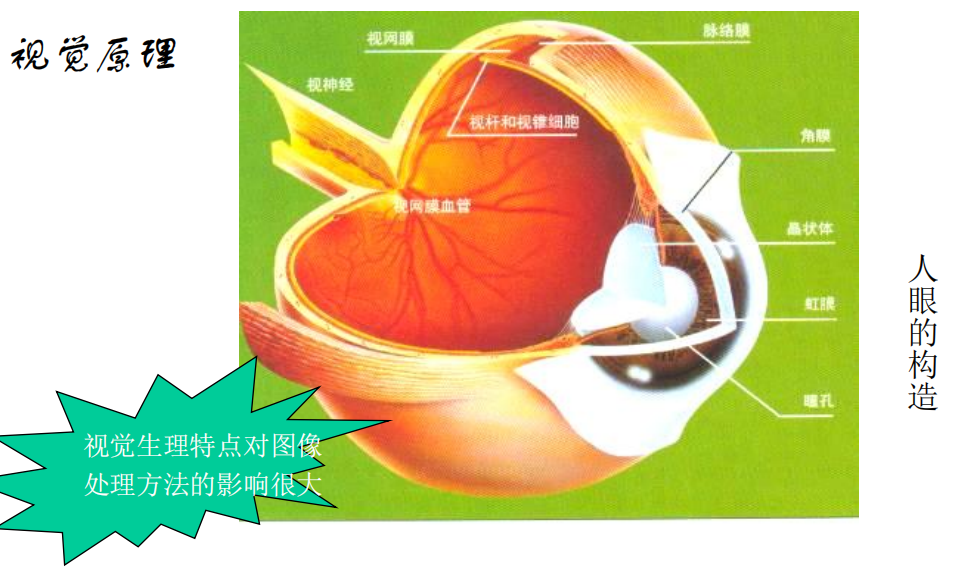 视觉原理
视网膜
脉络膜
视神经
视杆和视锥细胞
角膜
视网膜血管
晶状体
虹膜
瞳孔
人眼的构造
视觉生理特点对图像
处理方法的影响很大